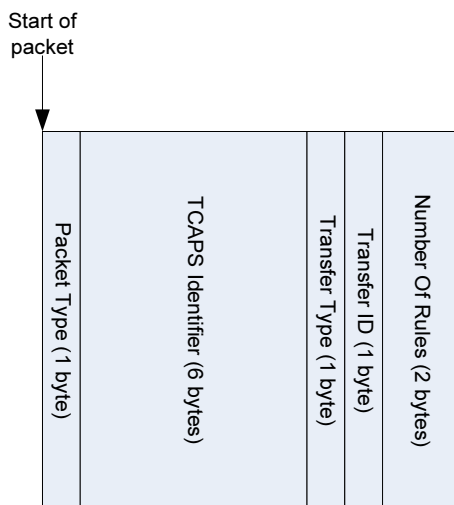 Start of
packet
Packet Type (1 byte)
TCAPS Identifier (6 bytes)
Transfer Type (1 byte)
Transfer ID (1 byte)
Number Of Rules (2 bytes)